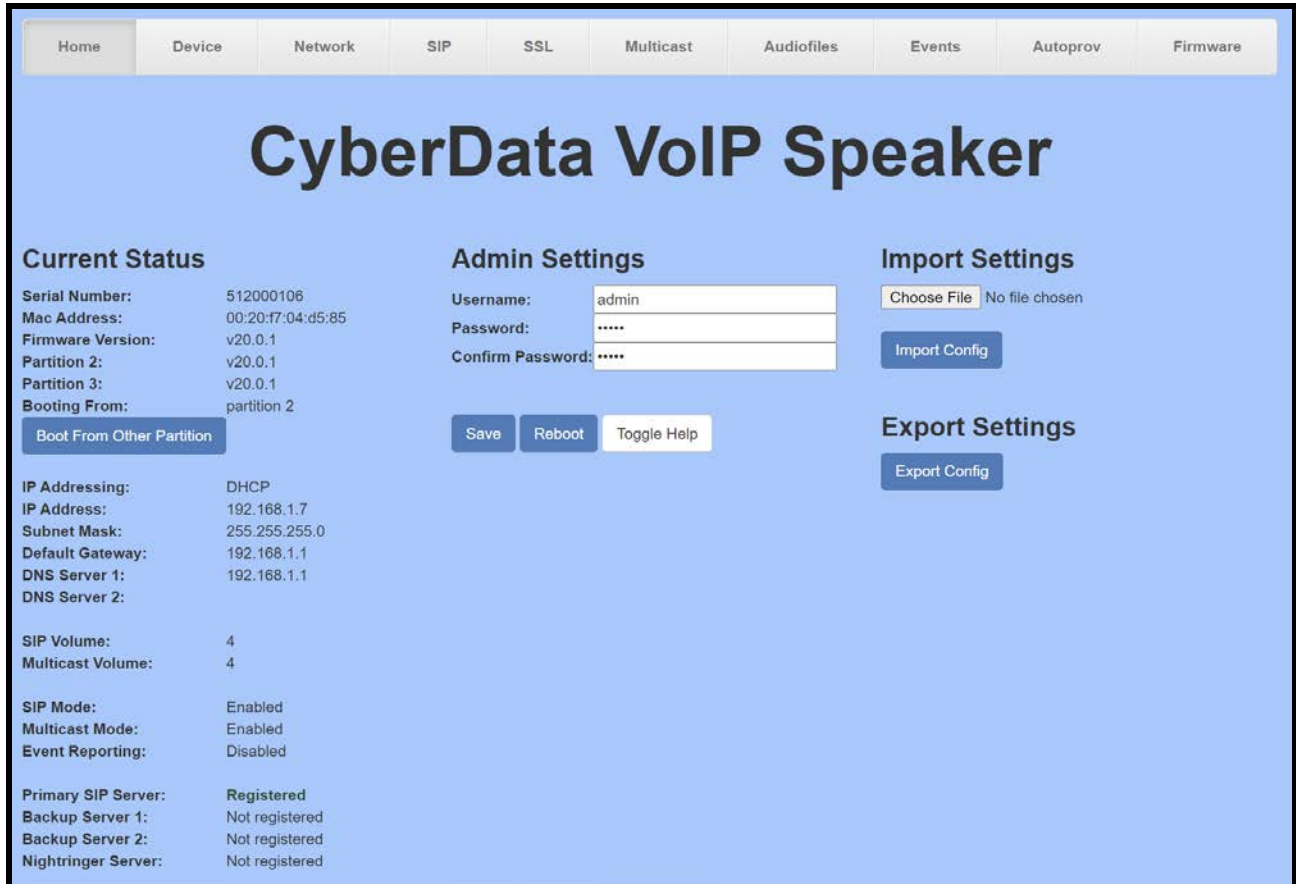 Home Device Network SIP SSL Multicast Audiofiles Events Autoprov Firmware
CyberData VoIP Speaker
Current Status
Serial Number: 512000106
Mac Address: 00:20:f7:04:d5:85
Firmware Version: v20.0.1
Partition 2: v20.0.1
Partition 3: v20.0.1
Booting From: partition 2
Boot From Other Partition
IP Addressing: DHCP
IP Address: 192.168.1.7
Subnet Mask: 255.255.255.0
Default Gateway: 192.168.1.1
DNS Server 1: 192.168.1.1
DNS Server 2:
SIP Volume: 4
Multicast Volume: 4
SIP Mode: Enabled
Multicast Mode: Enabled
Event Reporting: Disabled
Primary SIP Server: Registered
Backup Server 1: Not registered
Backup Server 2: Not registered
Nightringer Server: Not registered
Admin Settings
Username: admin
Password: •••••
Confirm Password: •••••
Save Reboot Toggle Help
Import Settings
Choose File No file chosen
Import Config
Export Settings
Export Config